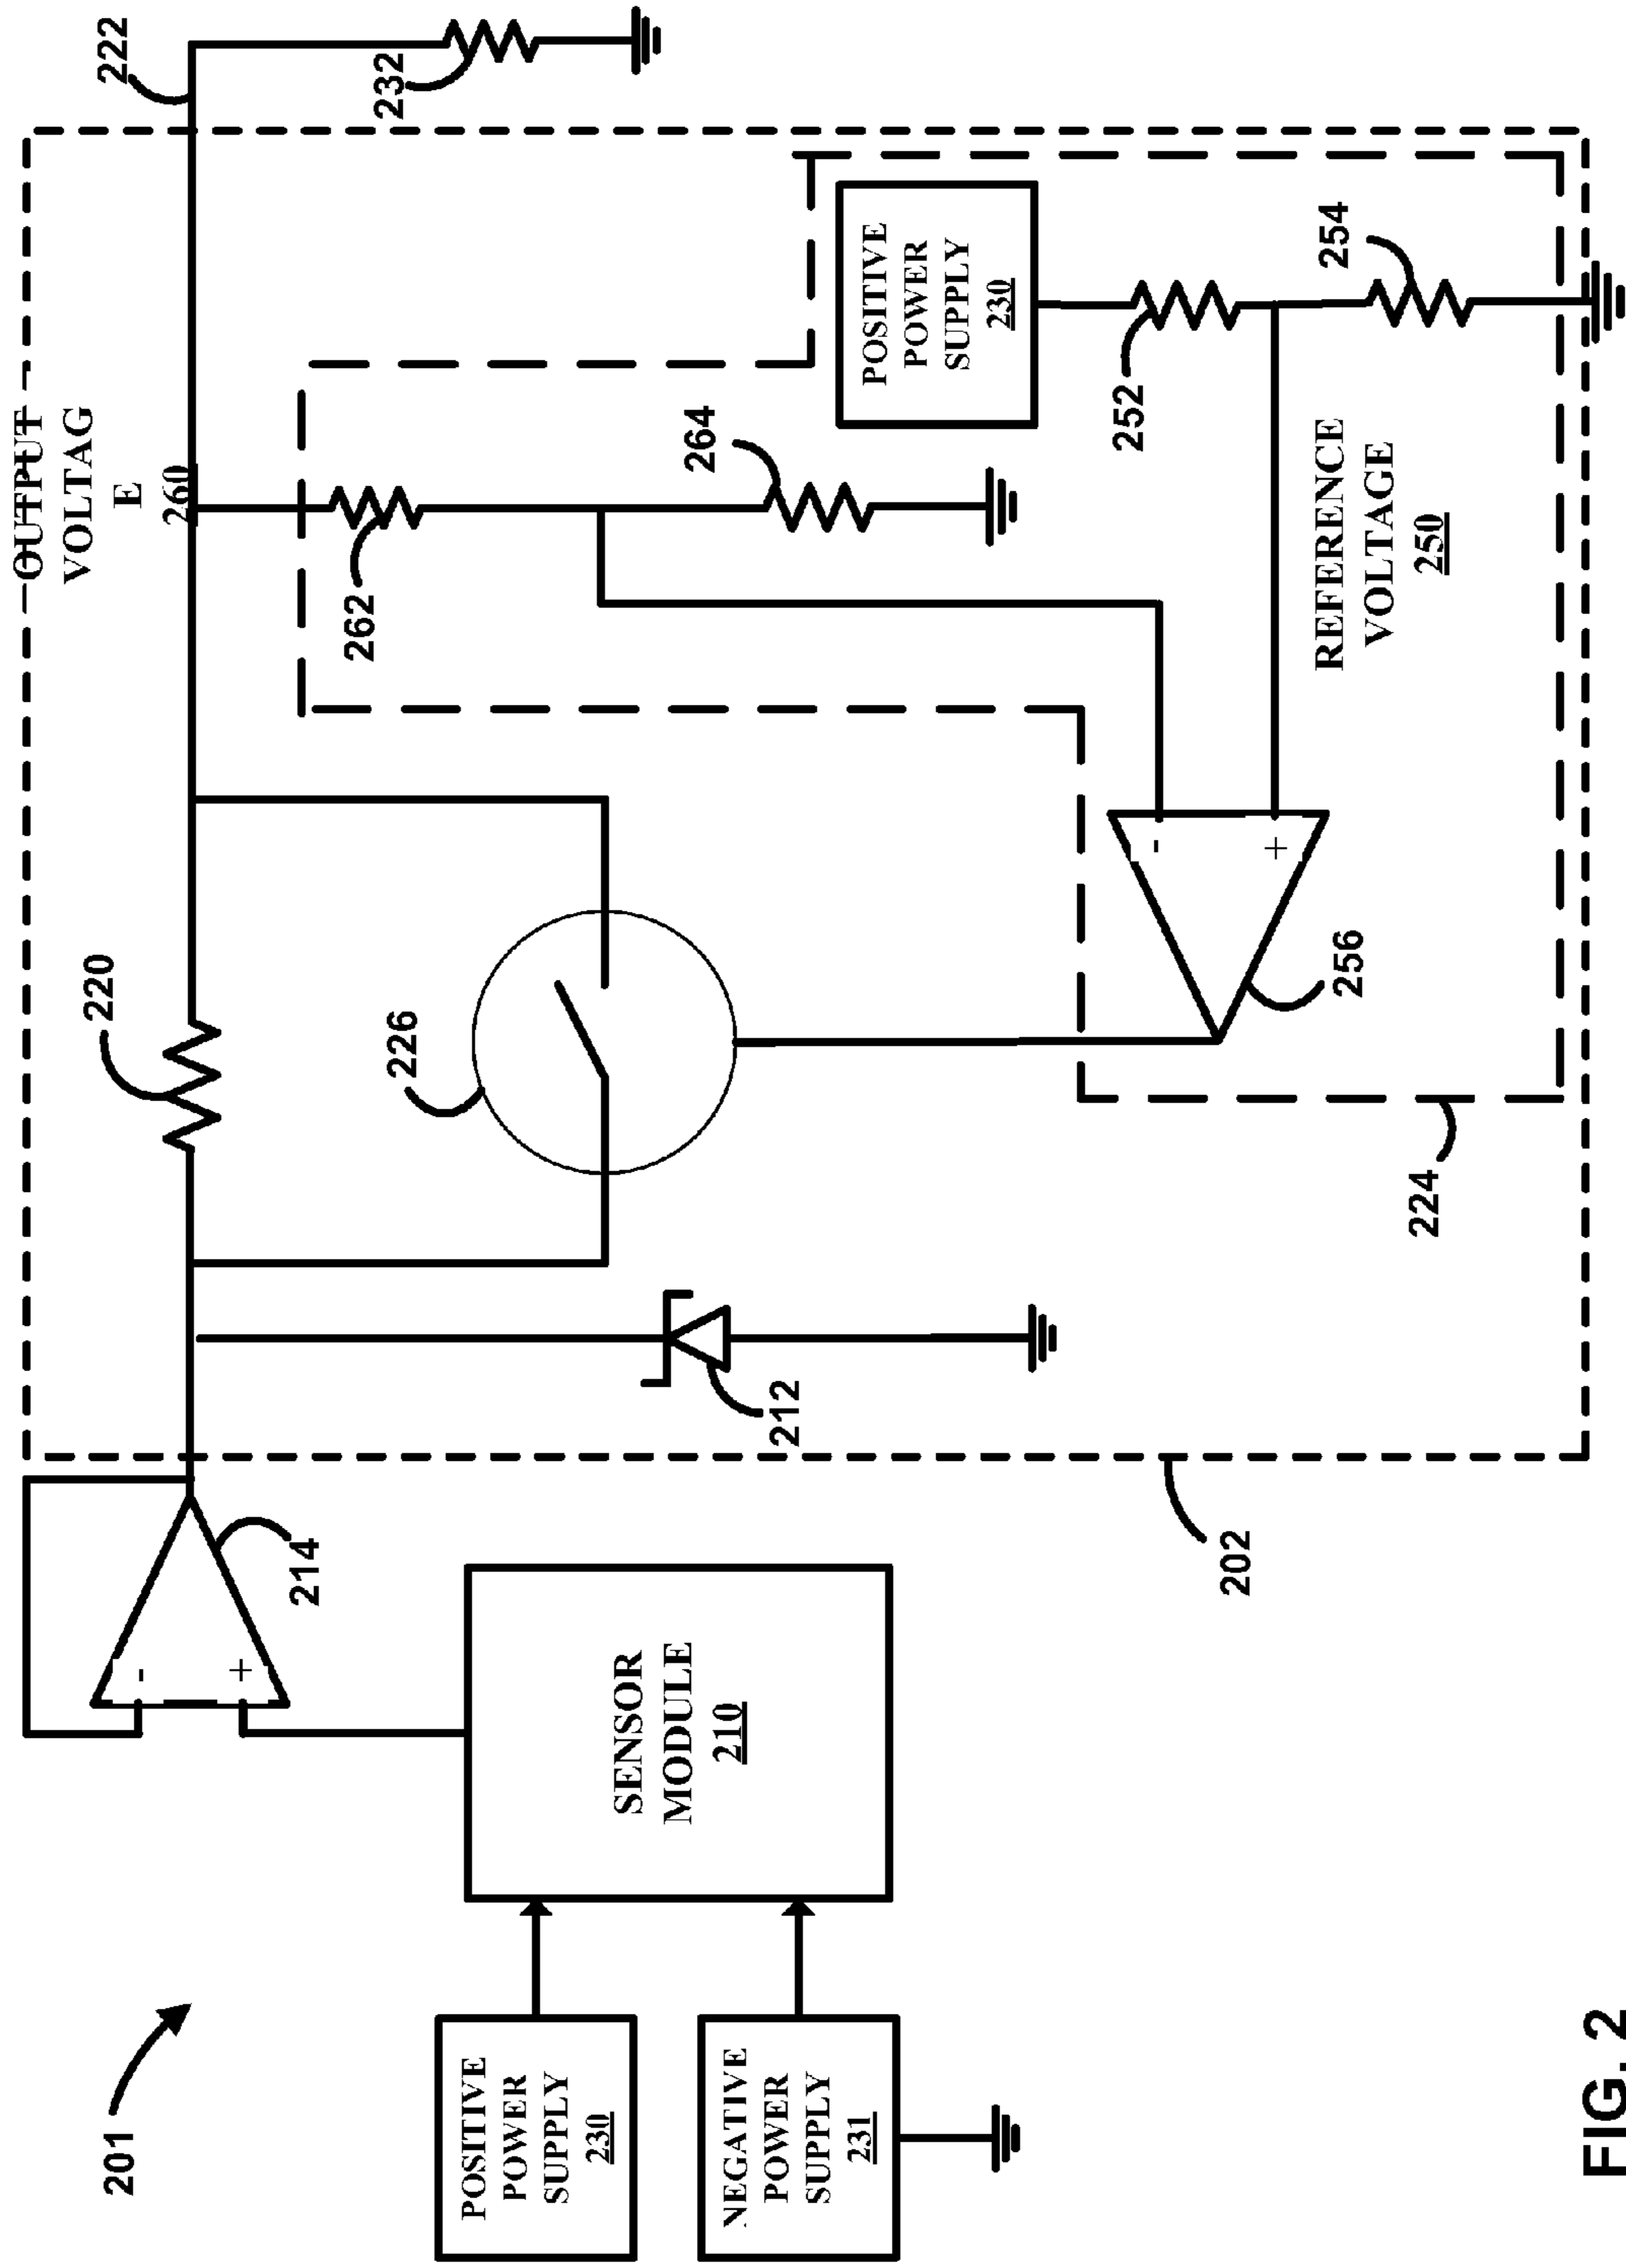 201
POSITIVE
POWER
SUPPLY
230
NEGATIVE
POWER
SUPPLY
231
SENSOR
MODULE
210
-
+
214
202
212
220
226
OUTPUT
VOLTAG
E
260
222
232
262
264
POSITIVE
POWER
SUPPLY
230
252
254
REFERENCE
VOLTAGE
250
-
+
256
224
FIG. 2